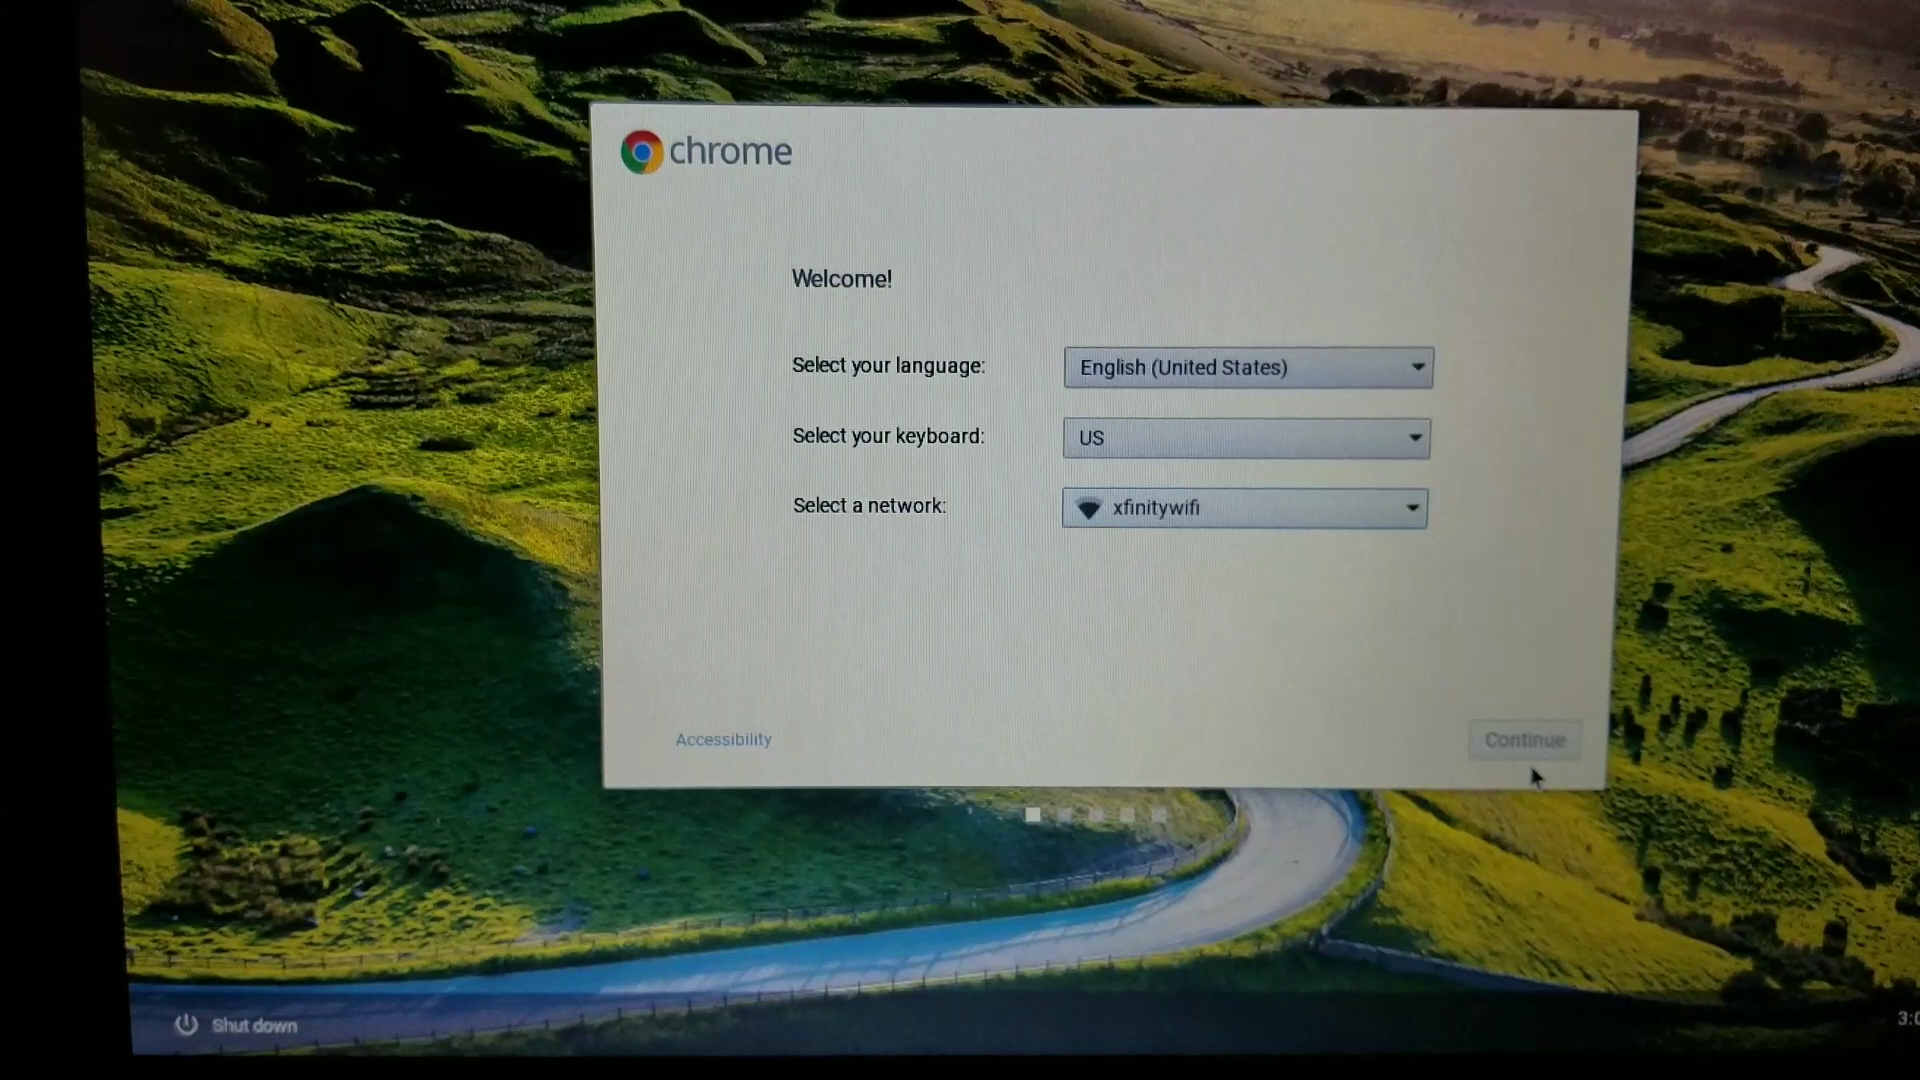 chrome
Welcome!
Select your language: English (United States)
Select your keyboard: US
Select a network: xfinitywifi
Accessibility
Continue
Shut down